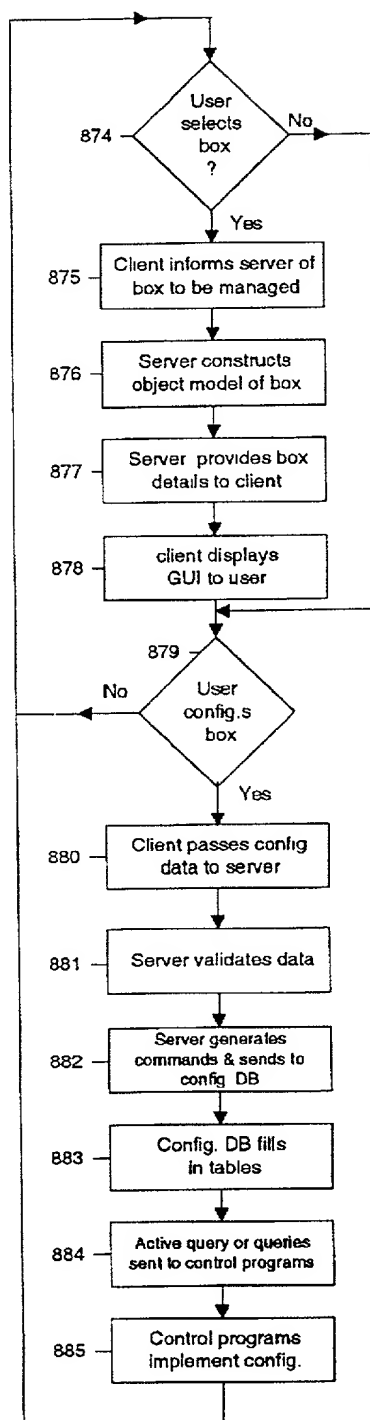 User
selects
box
?
874
No
Yes
875
Client informs server of
box to be managed
876
Server constructs
object model of box
877
Server provides box
details to client
878
client displays
GUI to user
879
No
User
config.s
box
Yes
880
Client passes config
data to server
881
Server validates data
882
Server generates
commands & sends to
config DB
883
Config. DB fills
in tables
884
Active query or queries
sent to control programs
885
Control programs
implement config.